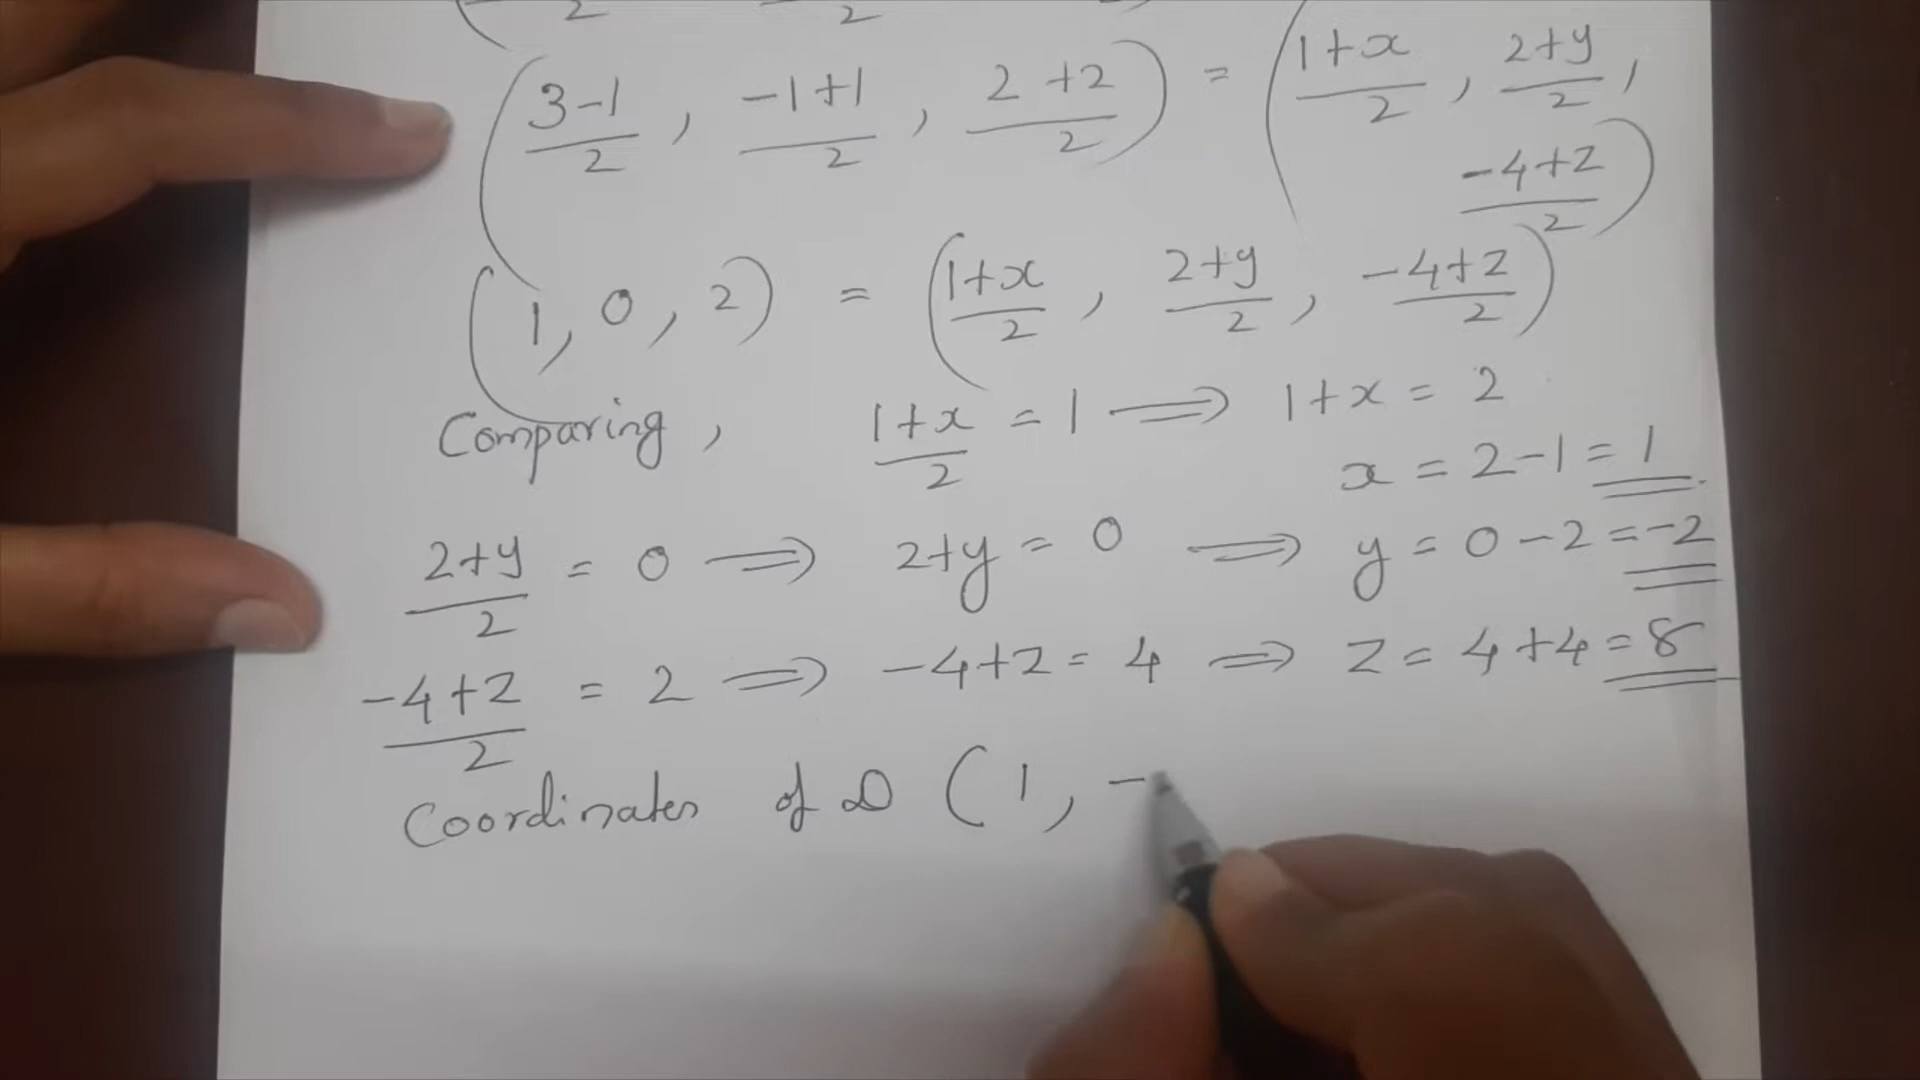 2 2
(3-1/2, -1+1/2, 2+2/2) = (1+x/2, 2+y/2,
-4+z/2)
(1, 0, 2) = (1+x/2, 2+y/2, -4+z/2)
Comparing, 1+x/2 = 1 ⟹ 1+x = 2
x = 2-1 = 1
2+y/2 = 0 ⟹ 2+y = 0 ⟹ y = 0-2 = -2
-4+z/2 = 2 ⟹ -4+z = 4 ⟹ z = 4+4 = 8
Coordinates of D (1, -